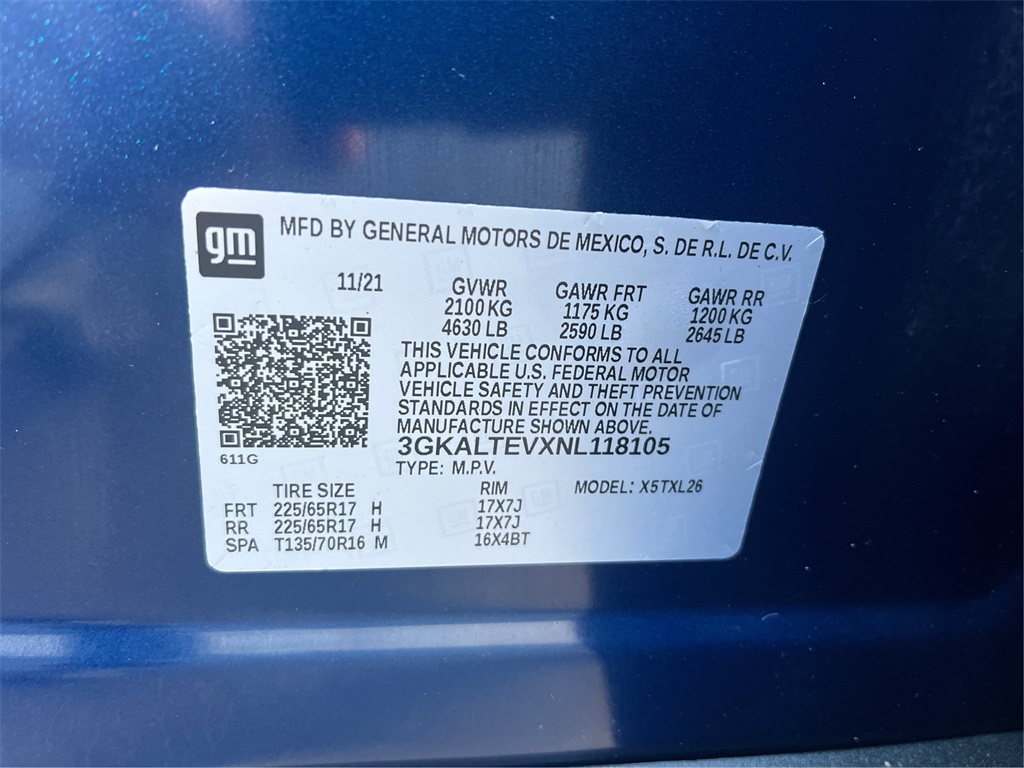 gm
MFD BY GENERAL MOTORS DE MEXICO, S. DE R.L. DE C.V.
11/21 GVWR GAWR FRT GAWR RR
2100 KG 1175 KG 1200 KG
4630 LB 2590 LB 2645 LB
THIS VEHICLE CONFORMS TO ALL
APPLICABLE U.S. FEDERAL MOTOR
VEHICLE SAFETY AND THEFT PREVENTION
STANDARDS IN EFFECT ON THE DATE OF
MANUFACTURE SHOWN ABOVE.
3GKALTEVXNL118105
611G
TYPE: M.P.V.
TIRE SIZE RIM MODEL: X5TXL26
FRT 225/65R17 H 17X7J
RR 225/65R17 H 17X7J
SPA T135/70R16 M 16X4BT